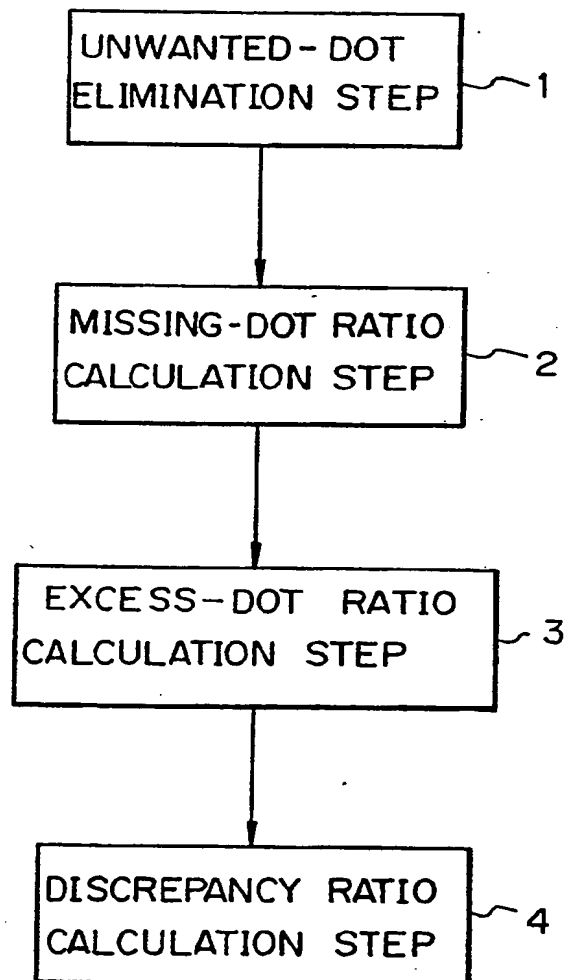 UNWANTED-DOT
ELIMINATION STEP
1
MISSING-DOT RATIO
CALCULATION STEP
2
EXCESS-DOT RATIO
CALCULATION STEP
3
DISCREPANCY RATIO
CALCULATION STEP
4